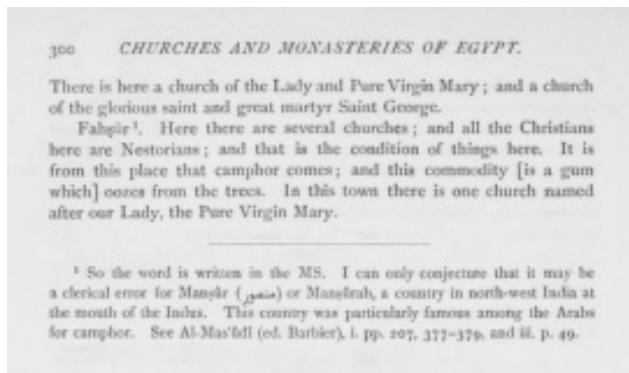 300 CHURCHES AND MONASTERIES OF EGYPT.
There is here a church of the Lady and Pure Virgin Mary ; and a church
of the glorious saint and great martyr Saint George.
Fahṣûr ¹. Here there are several churches ; and all the Christians
here are Nestorians ; and that is the condition of things here. It is
from this place that camphor comes ; and this commodity [is a gum
which] oozes from the trees. In this town there is one church named
after our Lady, the Pure Virgin Mary.
¹ So the word is written in the MS. I can only conjecture that it may be
a clerical error for Manṣûr (منصور) or Manṣûrah, a country in north-west India at
the mouth of the Indus. This country was particularly famous among the Arabs
for camphor. See Al-Mas'ûdî (ed. Barbier), i. pp. 207, 377-379, and iii. p. 49.